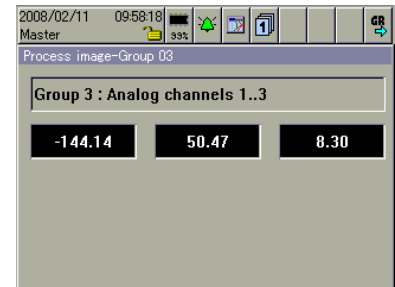 2008/02/11 09:58:18
Master 99% 1 GR
Process image-Group 03
Group 3 : Analog channels 1..3
-144.14 50.47 8.30